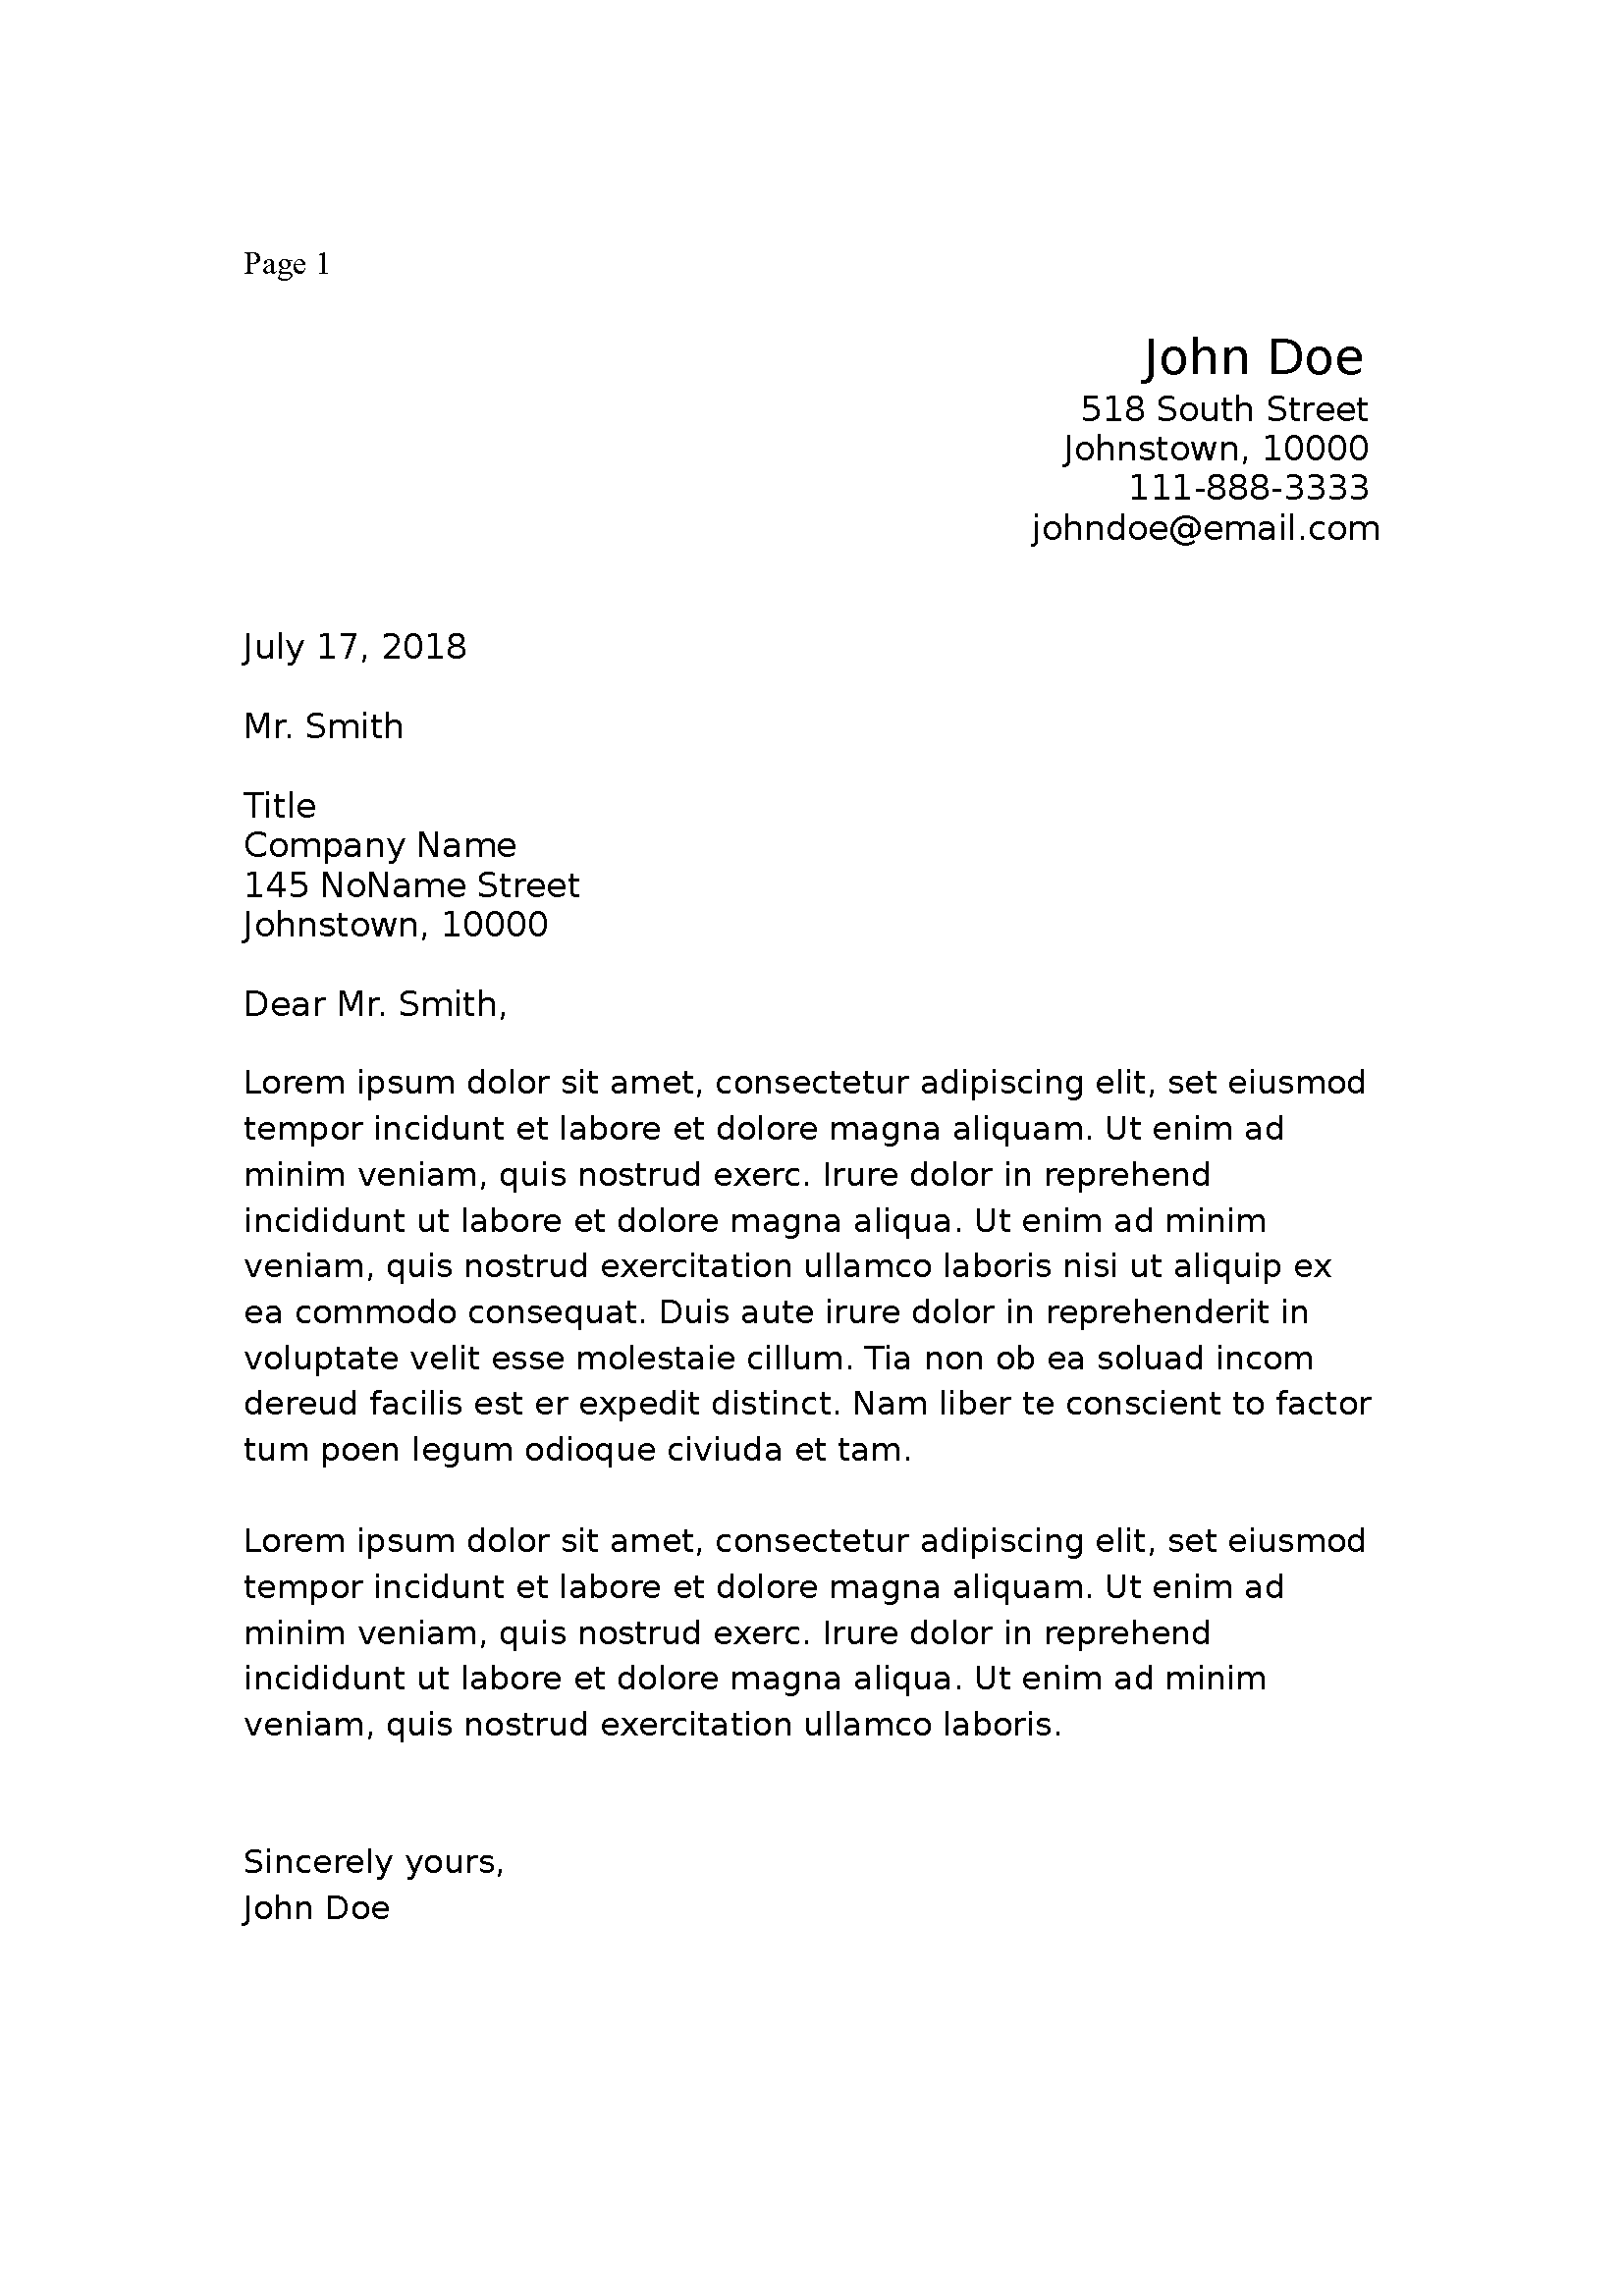 Page 1
John Doe
518 South Street
Johnstown, 10000
111-888-3333
johndoe@email.com
July 17, 2018
Mr. Smith
Title
Company Name
145 NoName Street
Johnstown, 10000
Dear Mr. Smith,
Lorem ipsum dolor sit amet, consectetur adipiscing elit, set eiusmod
tempor incidunt et labore et dolore magna aliquam. Ut enim ad
minim veniam, quis nostrud exerc. Irure dolor in reprehend
incididunt ut labore et dolore magna aliqua. Ut enim ad minim
veniam, quis nostrud exercitation ullamco laboris nisi ut aliquip ex
ea commodo consequat. Duis aute irure dolor in reprehenderit in
voluptate velit esse molestaie cillum. Tia non ob ea soluad incom
dereud facilis est er expedit distinct. Nam liber te conscient to factor
tum poen legum odioque civiuda et tam.
Lorem ipsum dolor sit amet, consectetur adipiscing elit, set eiusmod
tempor incidunt et labore et dolore magna aliquam. Ut enim ad
minim veniam, quis nostrud exerc. Irure dolor in reprehend
incididunt ut labore et dolore magna aliqua. Ut enim ad minim
veniam, quis nostrud exercitation ullamco laboris.
Sincerely yours,
John Doe